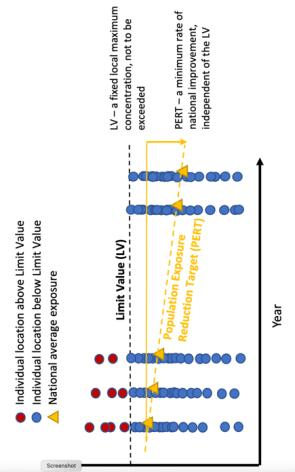 Individual location above Limit Value
Individual location below Limit Value
National average exposure
LV – a fixed local maximum
concentration, not to be
exceeded
Limit Value (LV)
Population Exposure
Reduction Target (PERT)
PERT – a minimum rate of
national improvement,
independent of the LV
Year
Screenshot